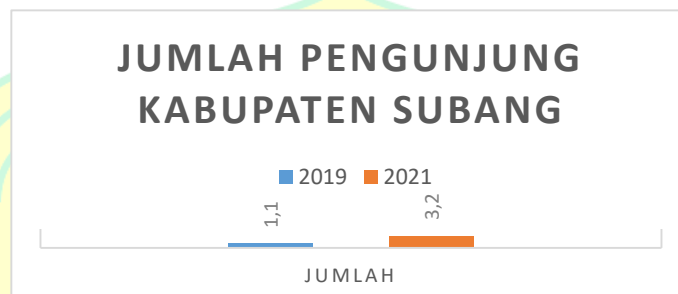 JUMLAH PENGUNJUNG
KABUPATEN SUBANG
2019 2021
1,1
3,2
JUMLAH